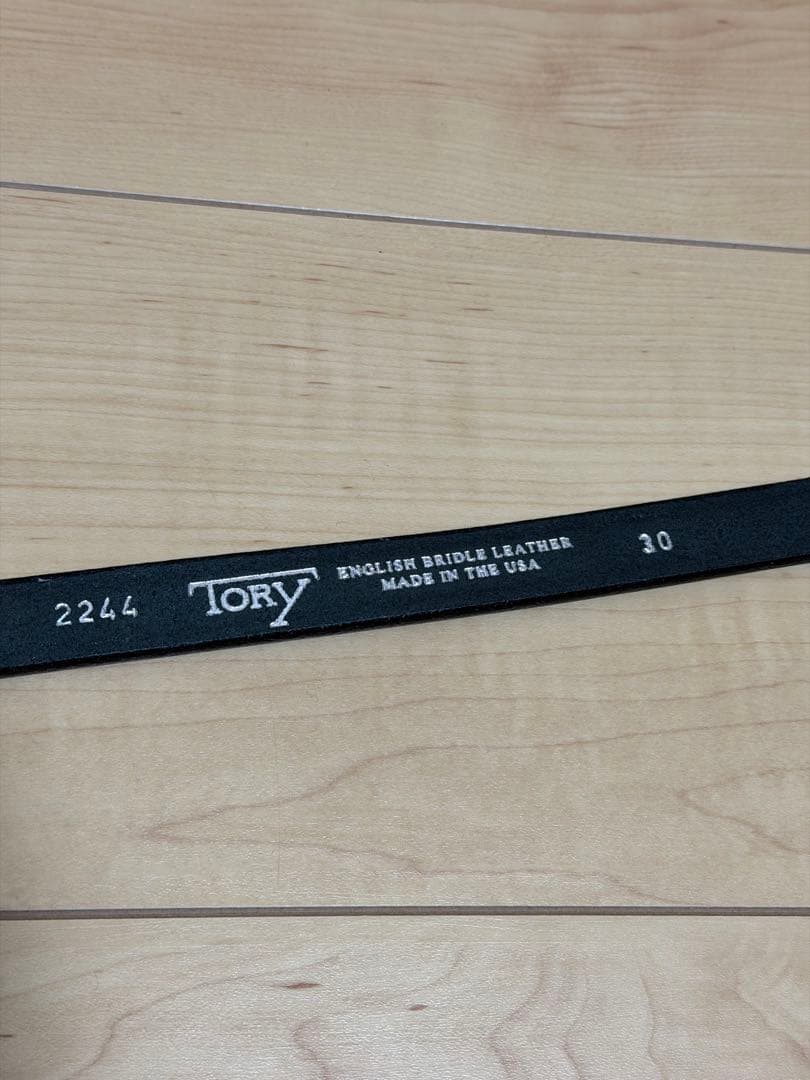 2244
TORY
ENGLISH BRIDLE LEATHER
MADE IN THE USA
30